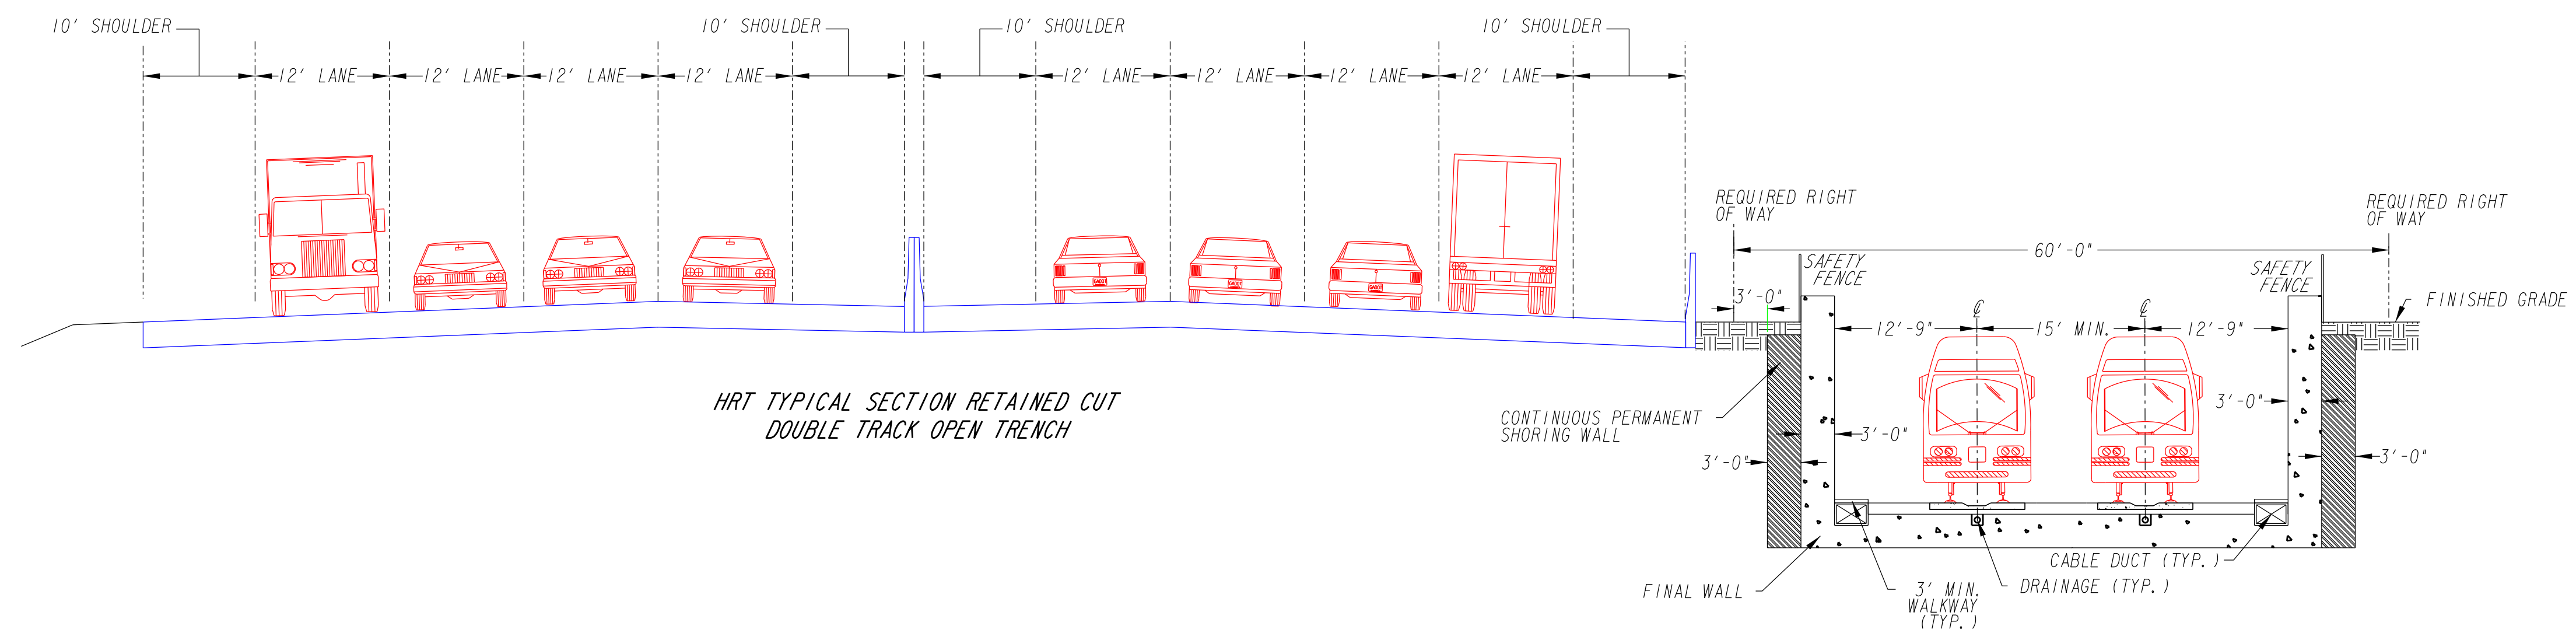 10' SHOULDER
10' SHOULDER
10' SHOULDER
10' SHOULDER
12' LANE
12' LANE
12' LANE
12' LANE
12' LANE
12' LANE
12' LANE
12' LANE
REQUIRED RIGHT
OF WAY
REQUIRED RIGHT
OF WAY
60'-0"
SAFETY
FENCE
SAFETY
FENCE
3'-0"
FINISHED GRADE
12'-9"
15' MIN.
12'-9"
HRT TYPICAL SECTION RETAINED CUT
DOUBLE TRACK OPEN TRENCH
CONTINUOUS PERMANENT
SHORING WALL
3'-0"
3'-0"
3'-0"
3'-0"
CABLE DUCT (TYP.)
DRAINAGE (TYP.)
FINAL WALL
3' MIN.
WALKWAY
(TYP.)